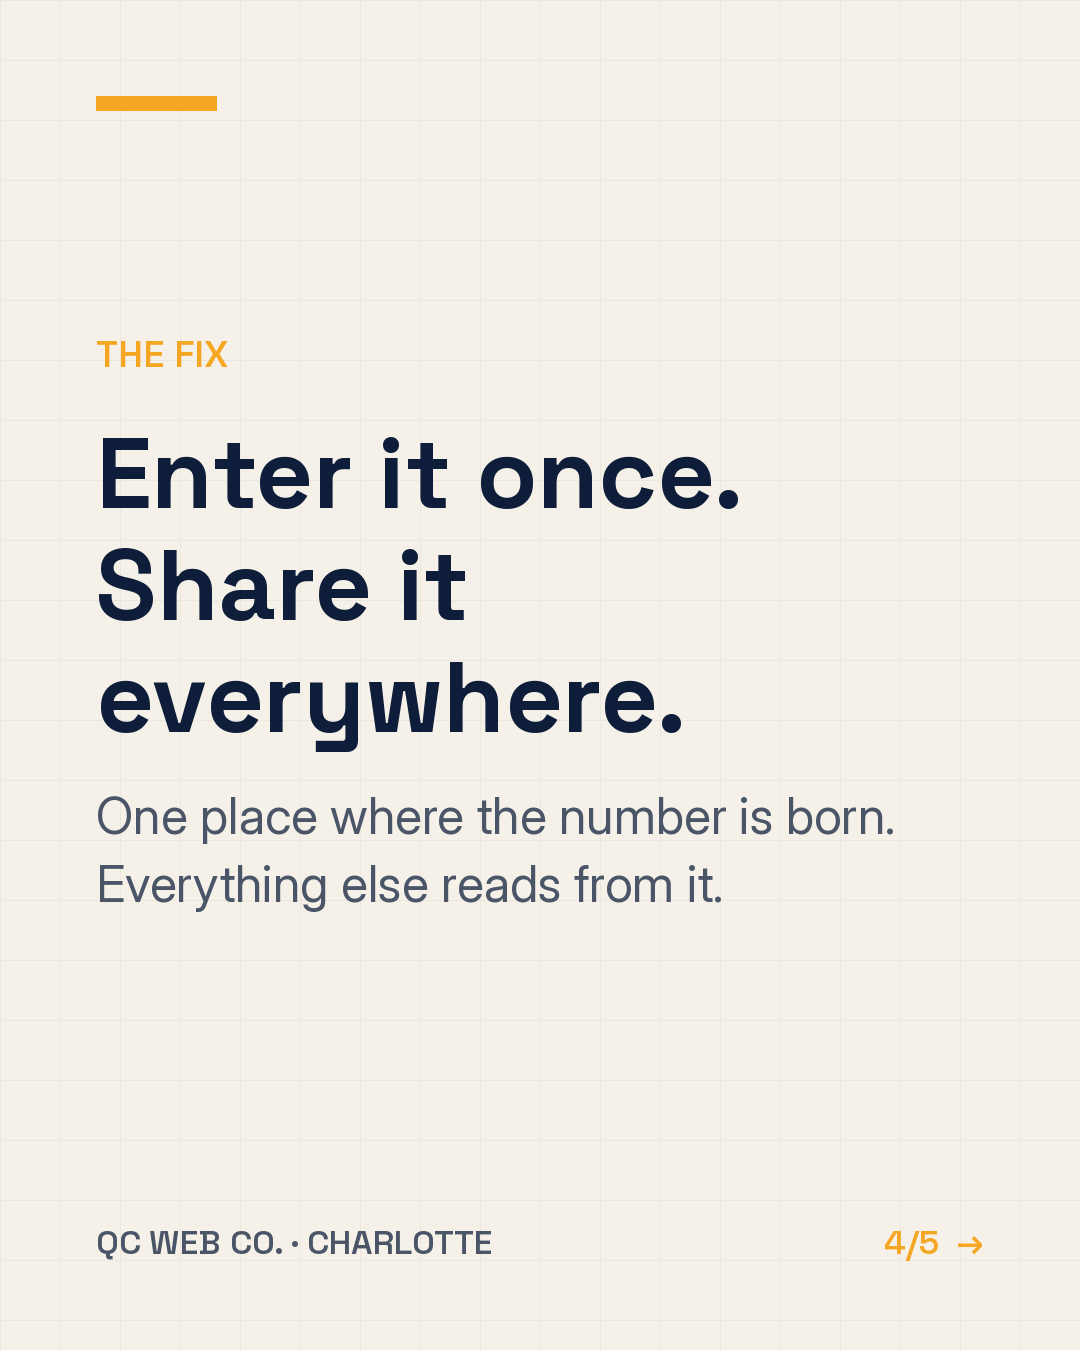 THE FIX
Enter it once.
Share it
everywhere.
One place where the number is born.
Everything else reads from it.
QC WEB CO. · CHARLOTTE
4/5 →